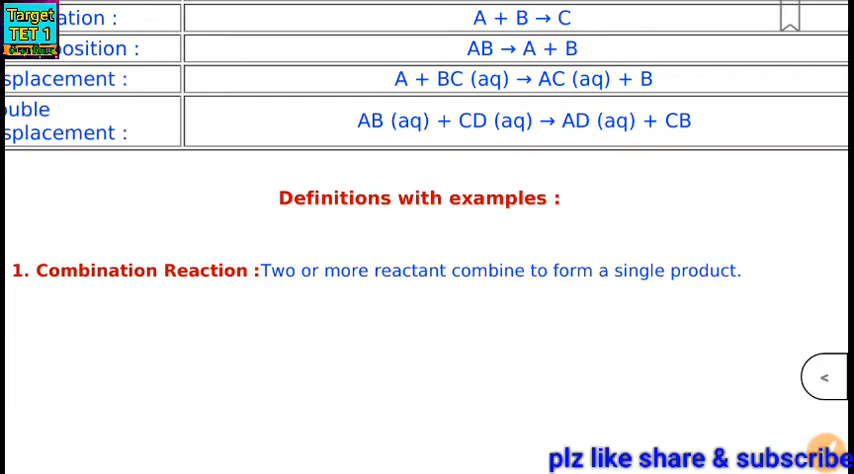 Target
TET 1
ation :
A + B → C
osition :
AB → A + B
splacement :
A + BC (aq) → AC (aq) + B
uble
splacement :
AB (aq) + CD (aq) → AD (aq) + CB
Definitions with examples :
1. Combination Reaction :Two or more reactant combine to form a single product.
<
plz like share & subscribe